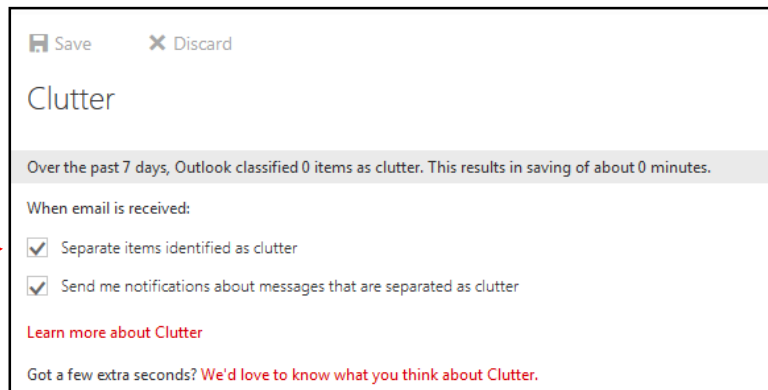 Save Discard
Clutter
Over the past 7 days, Outlook classified 0 items as clutter. This results in saving of about 0 minutes.
When email is received:
Separate items identified as clutter
Send me notifications about messages that are separated as clutter
Learn more about Clutter
Got a few extra seconds? We'd love to know what you think about Clutter.